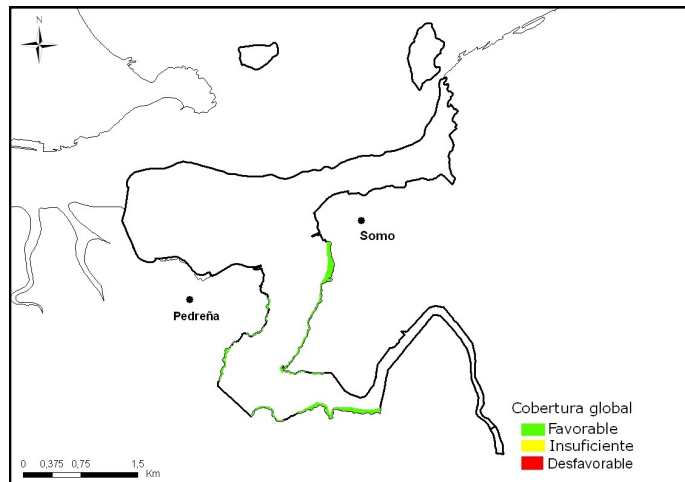 N
Somo
Pedreña
Cobertura global
Favorable
Insuficiente
Desfavorable
0 0,375 0,75 1,5
Km